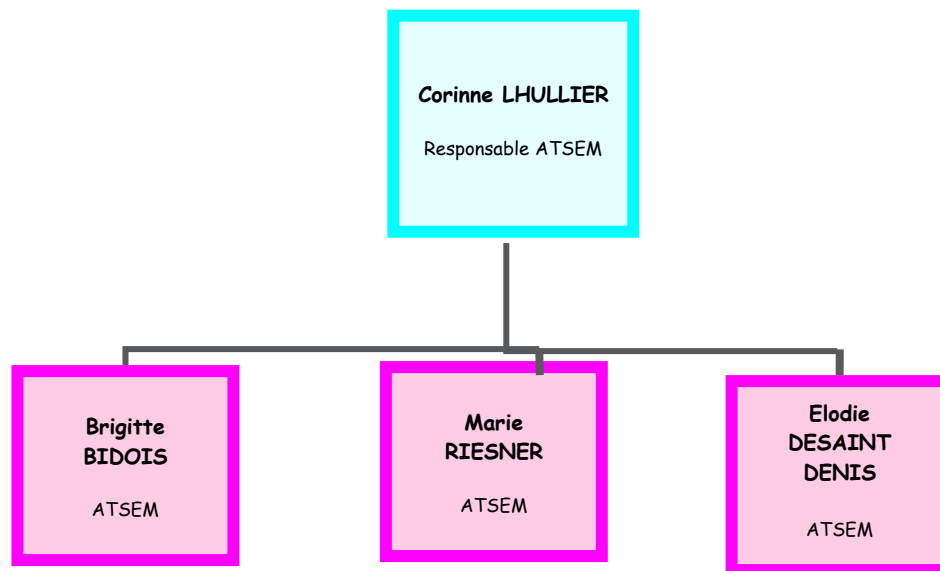 Corinne LHULLIER
Responsable ATSEM
Brigitte
BIDOIS
ATSEM
Marie
RIESNER
ATSEM
Elodie
DESAINT
DENIS
ATSEM